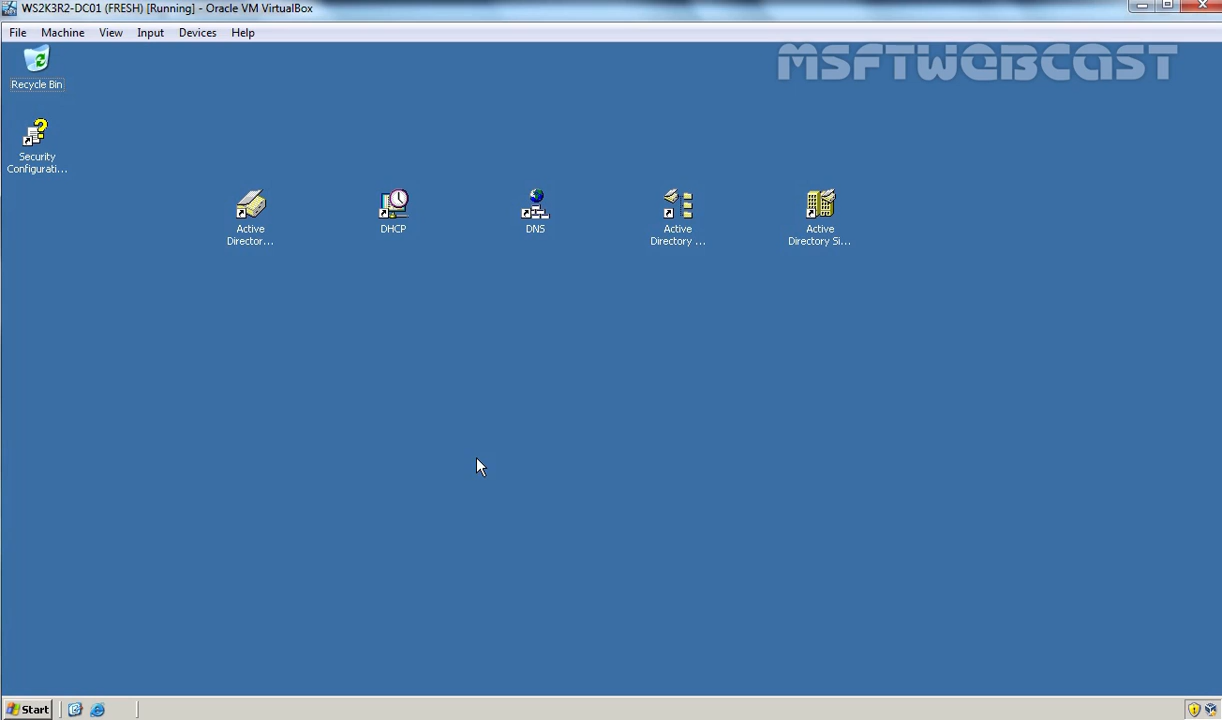 WS2K3R2-DC01 (FRESH) [Running] - Oracle VM VirtualBox
File Machine View Input Devices Help
MSFTWEBCAST
Recycle Bin
Security
Configurati...
Active
Director...
DHCP
DNS
Active
Directory ...
Active
Directory Si...
Start